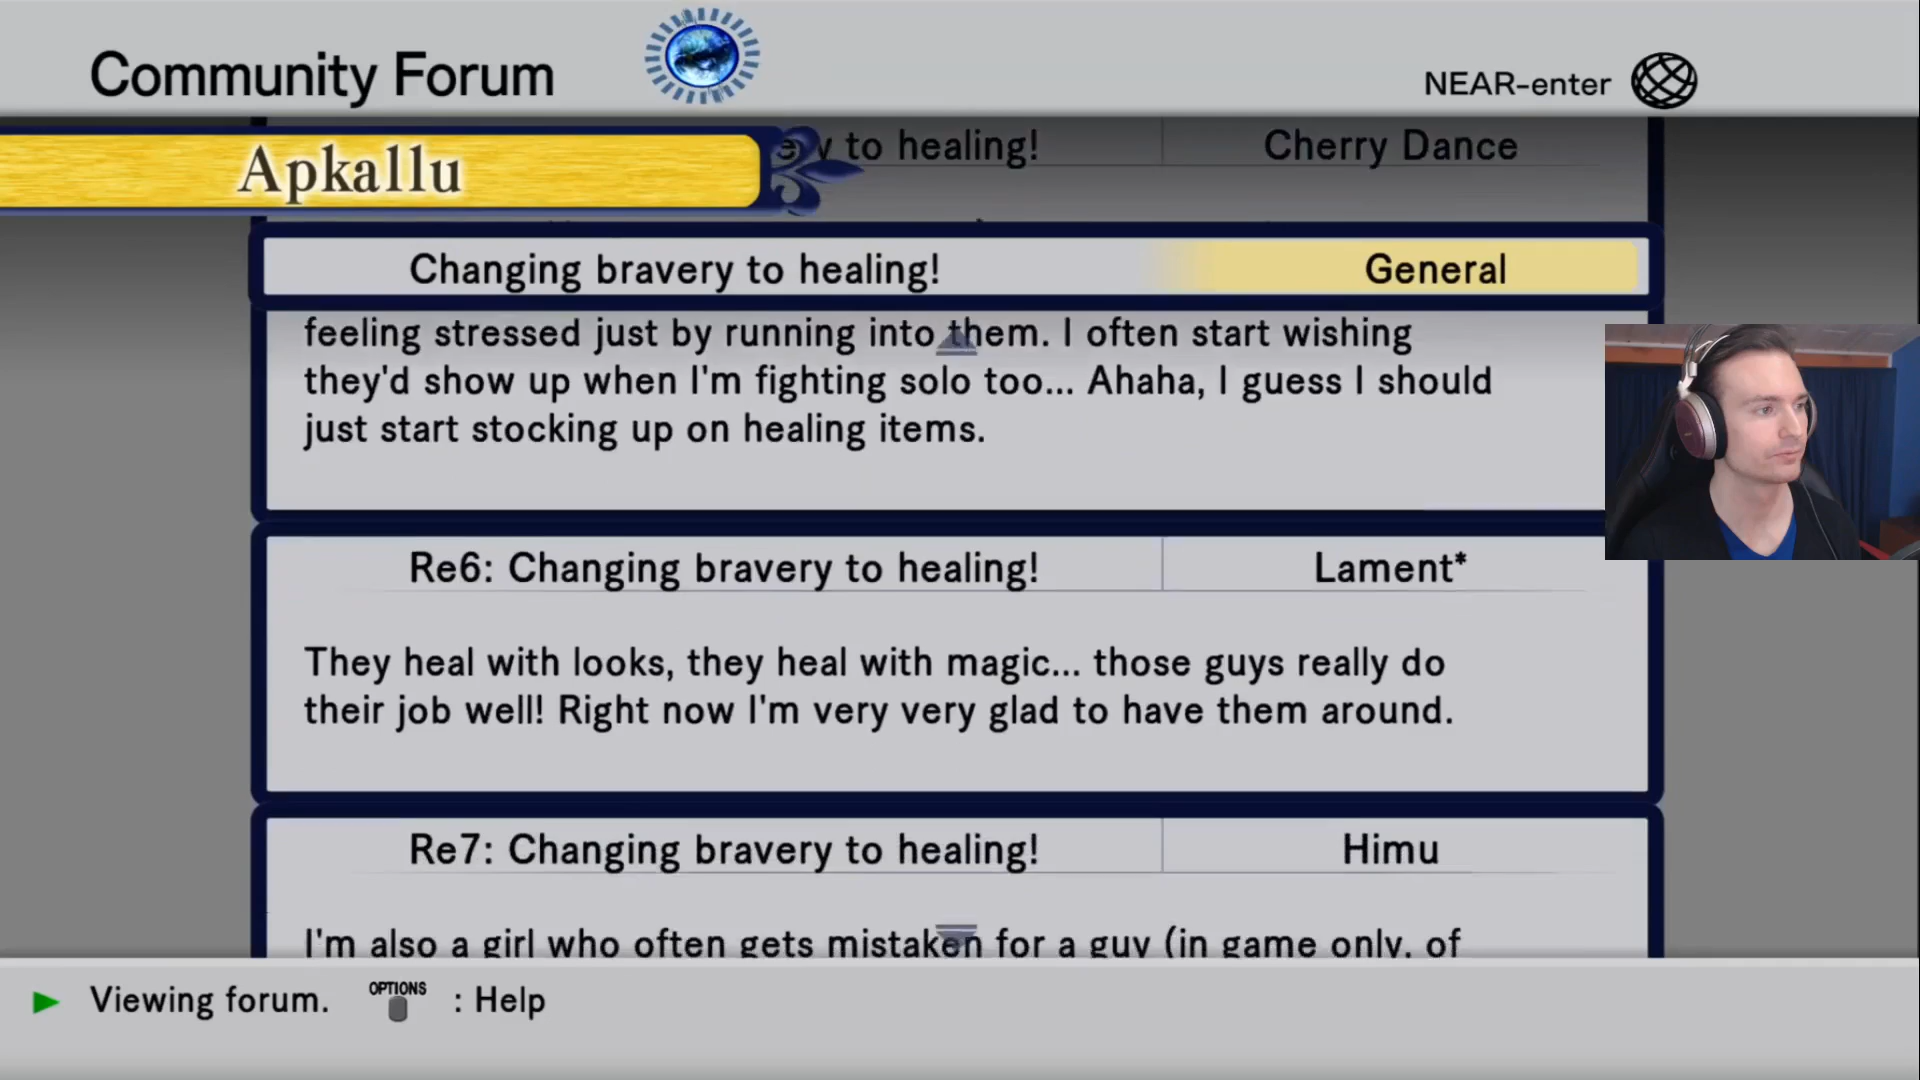 Community Forum
NEAR-enter
Apkallu
to healing!
Cherry Dance
Changing bravery to healing!
General
feeling stressed just by running into them. I often start wishing
they'd show up when I'm fighting solo too... Ahaha, I guess I should
just start stocking up on healing items.
Re6: Changing bravery to healing!
Lament*
They heal with looks, they heal with magic... those guys really do
their job well! Right now I'm very very glad to have them around.
Re7: Changing bravery to healing!
Himu
I'm also a girl who often gets mistaken for a guy (in game only, of
Viewing forum.
OPTIONS
: Help